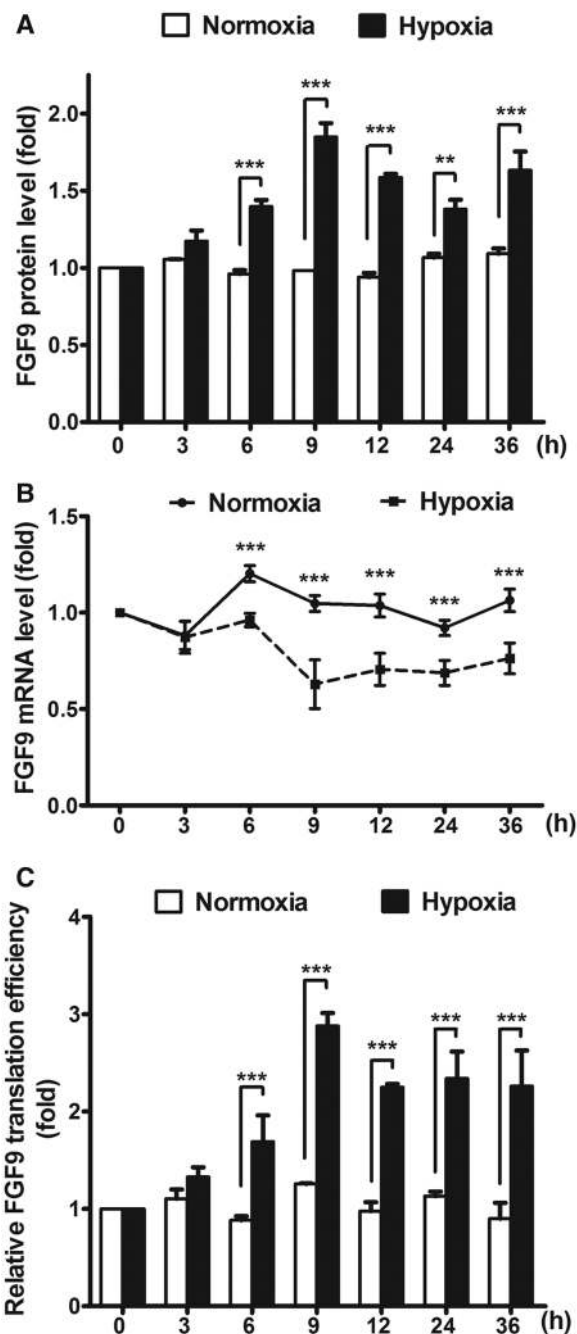 A
Normoxia Hypoxia
FGF9 protein level (fold)
2.0
1.5
1.0
0.5
0.0
***
***
***
**
***
0 3 6 9 12 24 36 (h)
B
Normoxia Hypoxia
FGF9 mRNA level (fold)
1.5
1.0
0.5
0.0
***
***
***
***
***
0 3 6 9 12 24 36 (h)
C
Normoxia Hypoxia
Relative FGF9 translation efficiency
(fold)
4
3
2
1
0
***
***
***
***
***
0 3 6 9 12 24 36 (h)